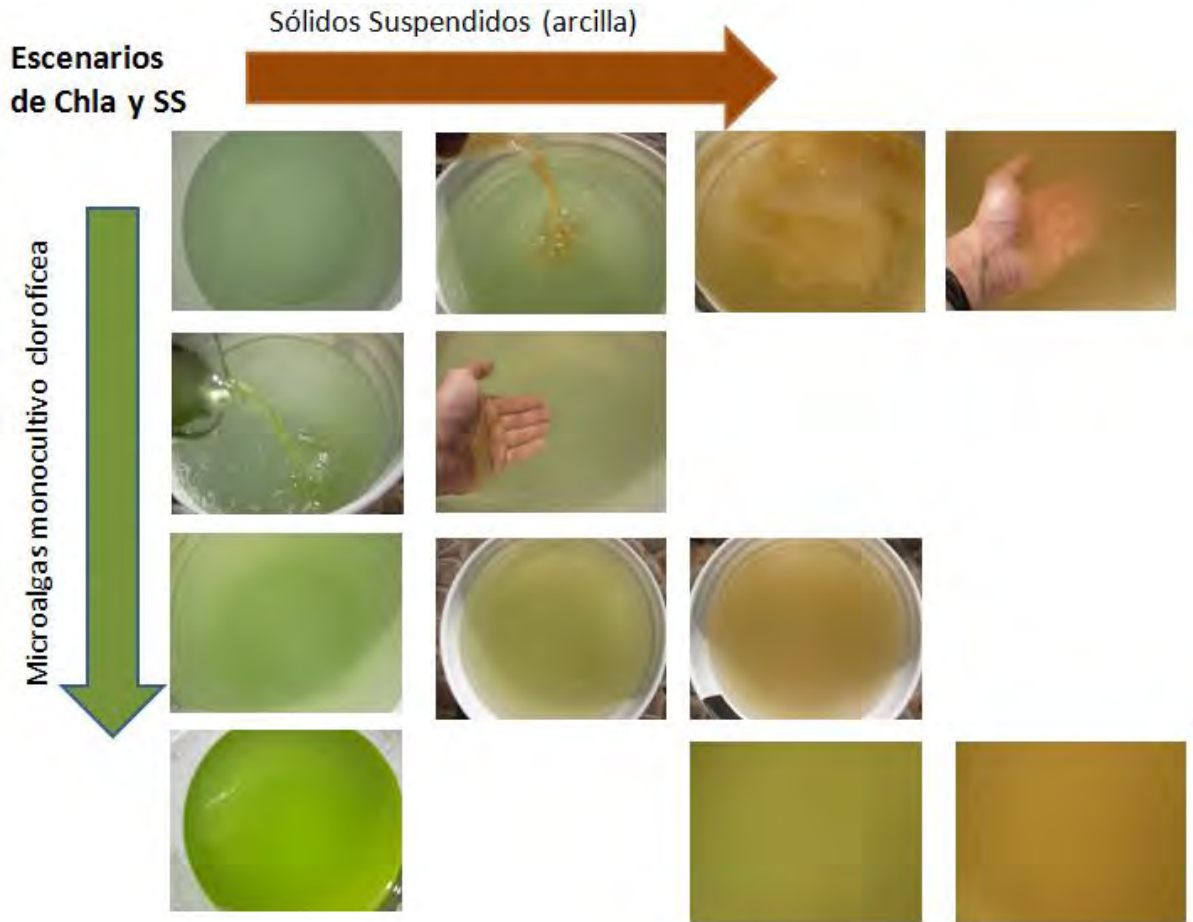 Sólidos Suspendidos (arcilla)
Escenarios
de Chla y SS
Microalgas monocultivo clorofícea